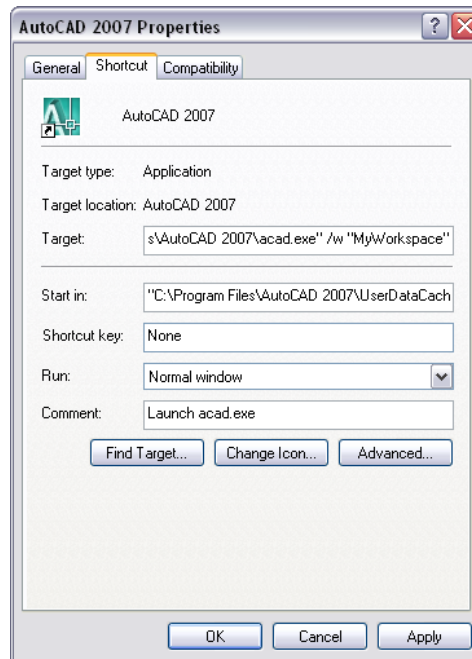 AutoCAD 2007 Properties
General Shortcut Compatibility
AutoCAD 2007
Target type: Application
Target location: AutoCAD 2007
Target: s\AutoCAD 2007\acad.exe" /w "MyWorkspace"
Start in: "C:\Program Files\AutoCAD 2007\UserDataCach
Shortcut key: None
Run: Normal window
Comment: Launch acad.exe
Find Target... Change Icon... Advanced...
OK Cancel Apply